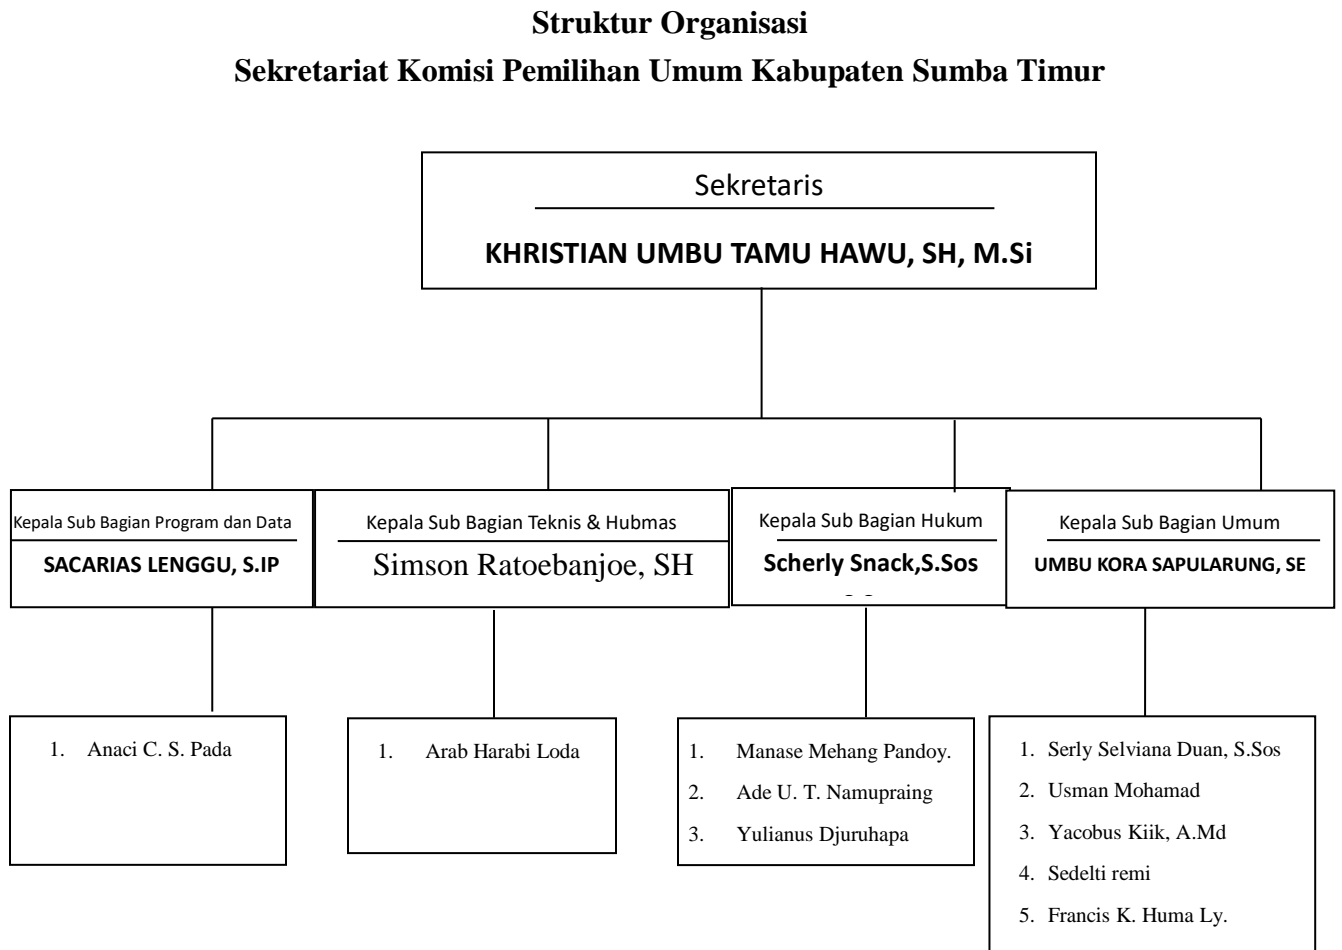 Struktur Organisasi
Sekretariat Komisi Pemilihan Umum Kabupaten Sumba Timur
Sekretaris
KHRISTIAN UMBU TAMU HAWU, SH, M.Si
Kepala Sub Bagian Program dan Data
SACARIAS LENGGU, S.IP
Kepala Sub Bagian Teknis & Hubmas
Simson Ratoebanjoe, SH
Kepala Sub Bagian Hukum
Scherly Snack,S.Sos
Kepala Sub Bagian Umum
UMBU KORA SAPULARUNG, SE
1. Anaci C. S. Pada
1. Arab Harabi Loda
1. Manase Mehang Pandoy.
2. Ade U. T. Namupraing
3. Yulianus Djuruhapa
1. Serly Selviana Duan, S.Sos
2. Usman Mohamad
3. Yacobus Kiik, A.Md
4. Sedelti remi
5. Francis K. Huma Ly.